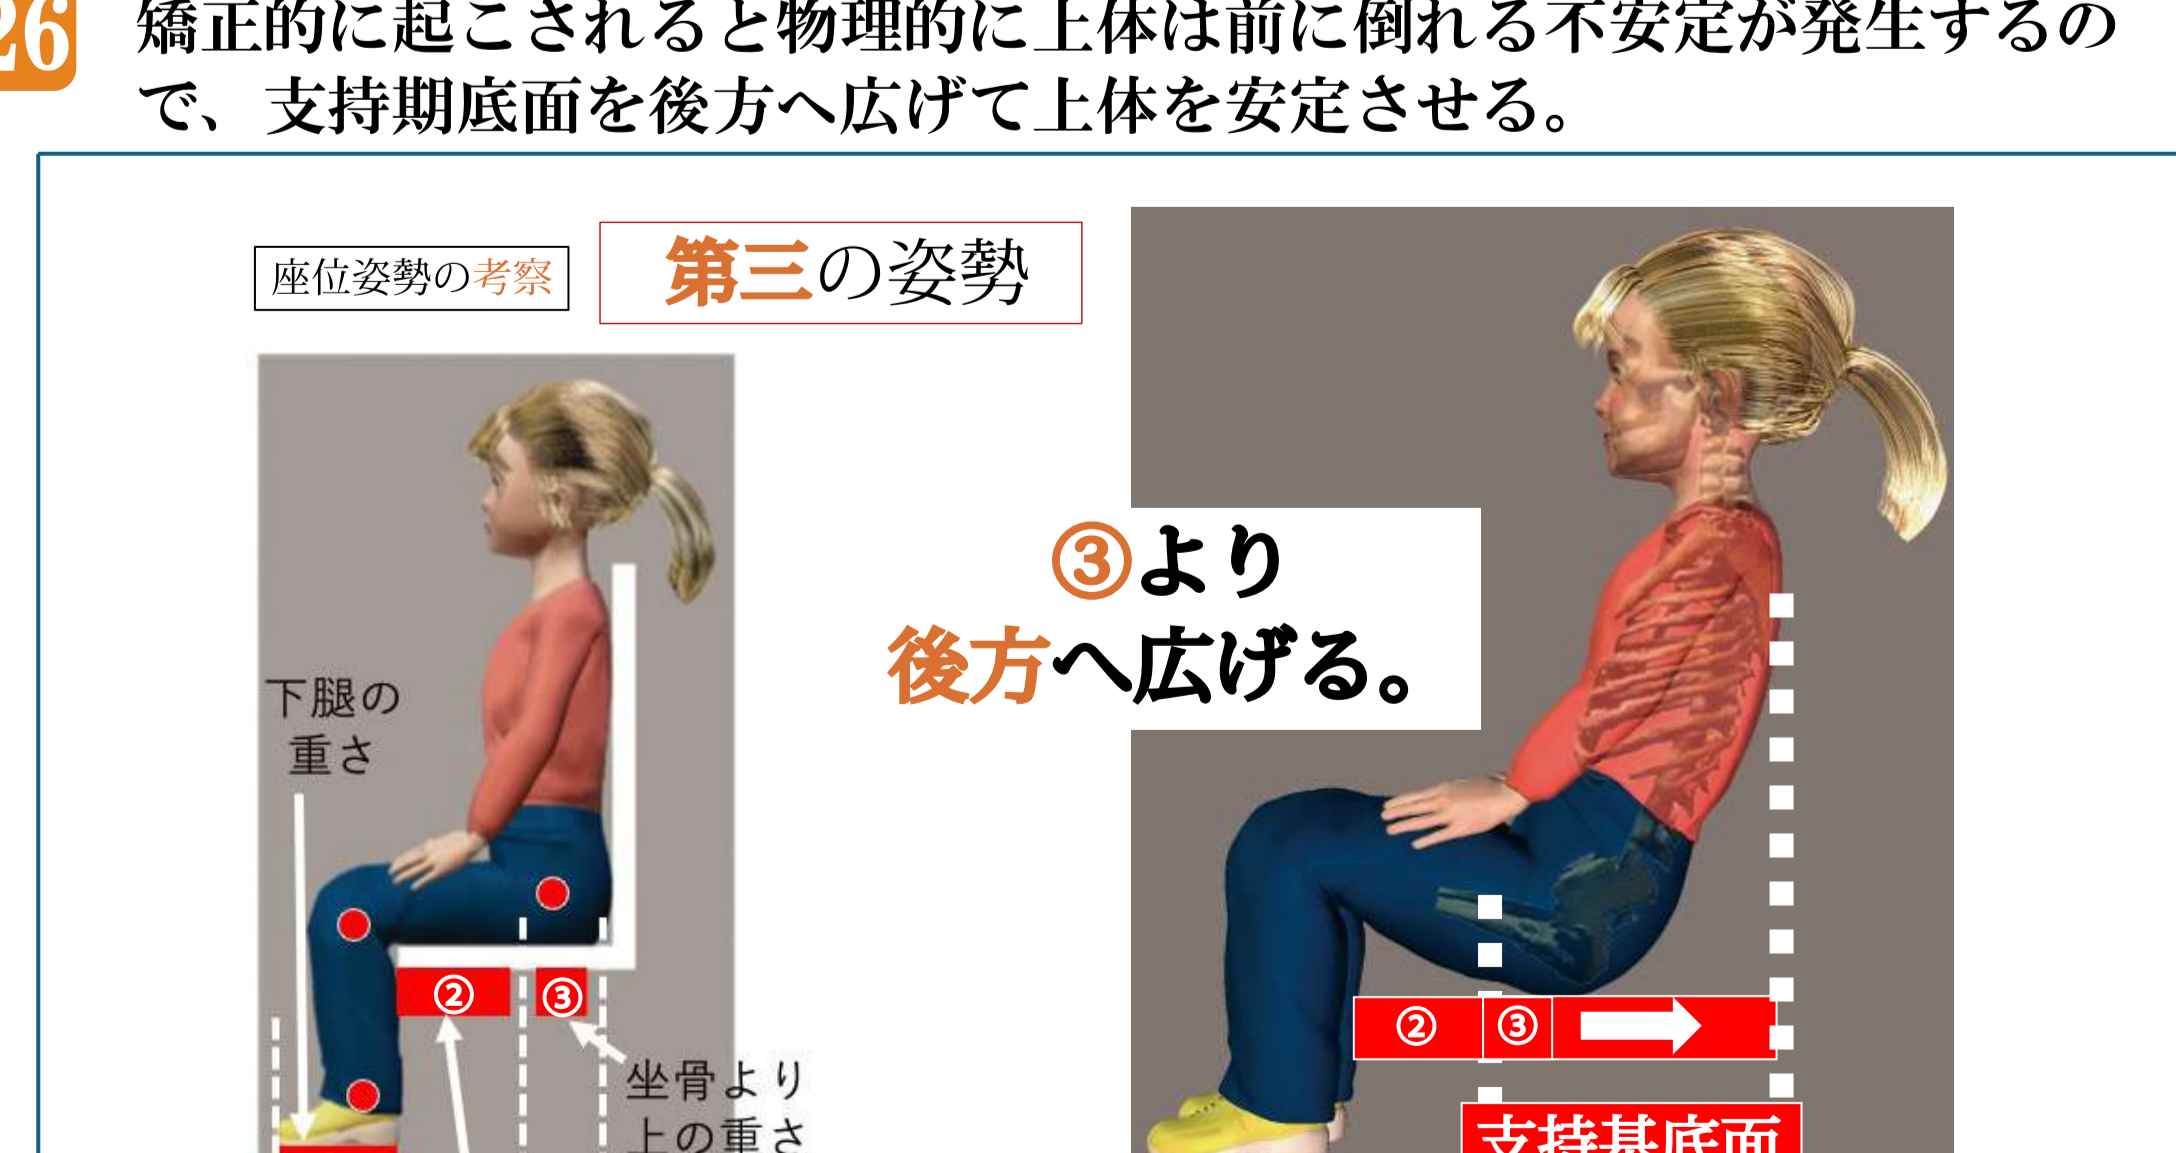 26
矯正的に起こされると物理的に上体は前に倒れる不安定が発生するの
で、支持期底面を後方へ広げて上体を安定させる。
座位姿勢の考察
第三の姿勢
③より
後方へ広げる。
下腿の
重さ
②
③
坐骨より
上の重さ
②
③
支持基底面